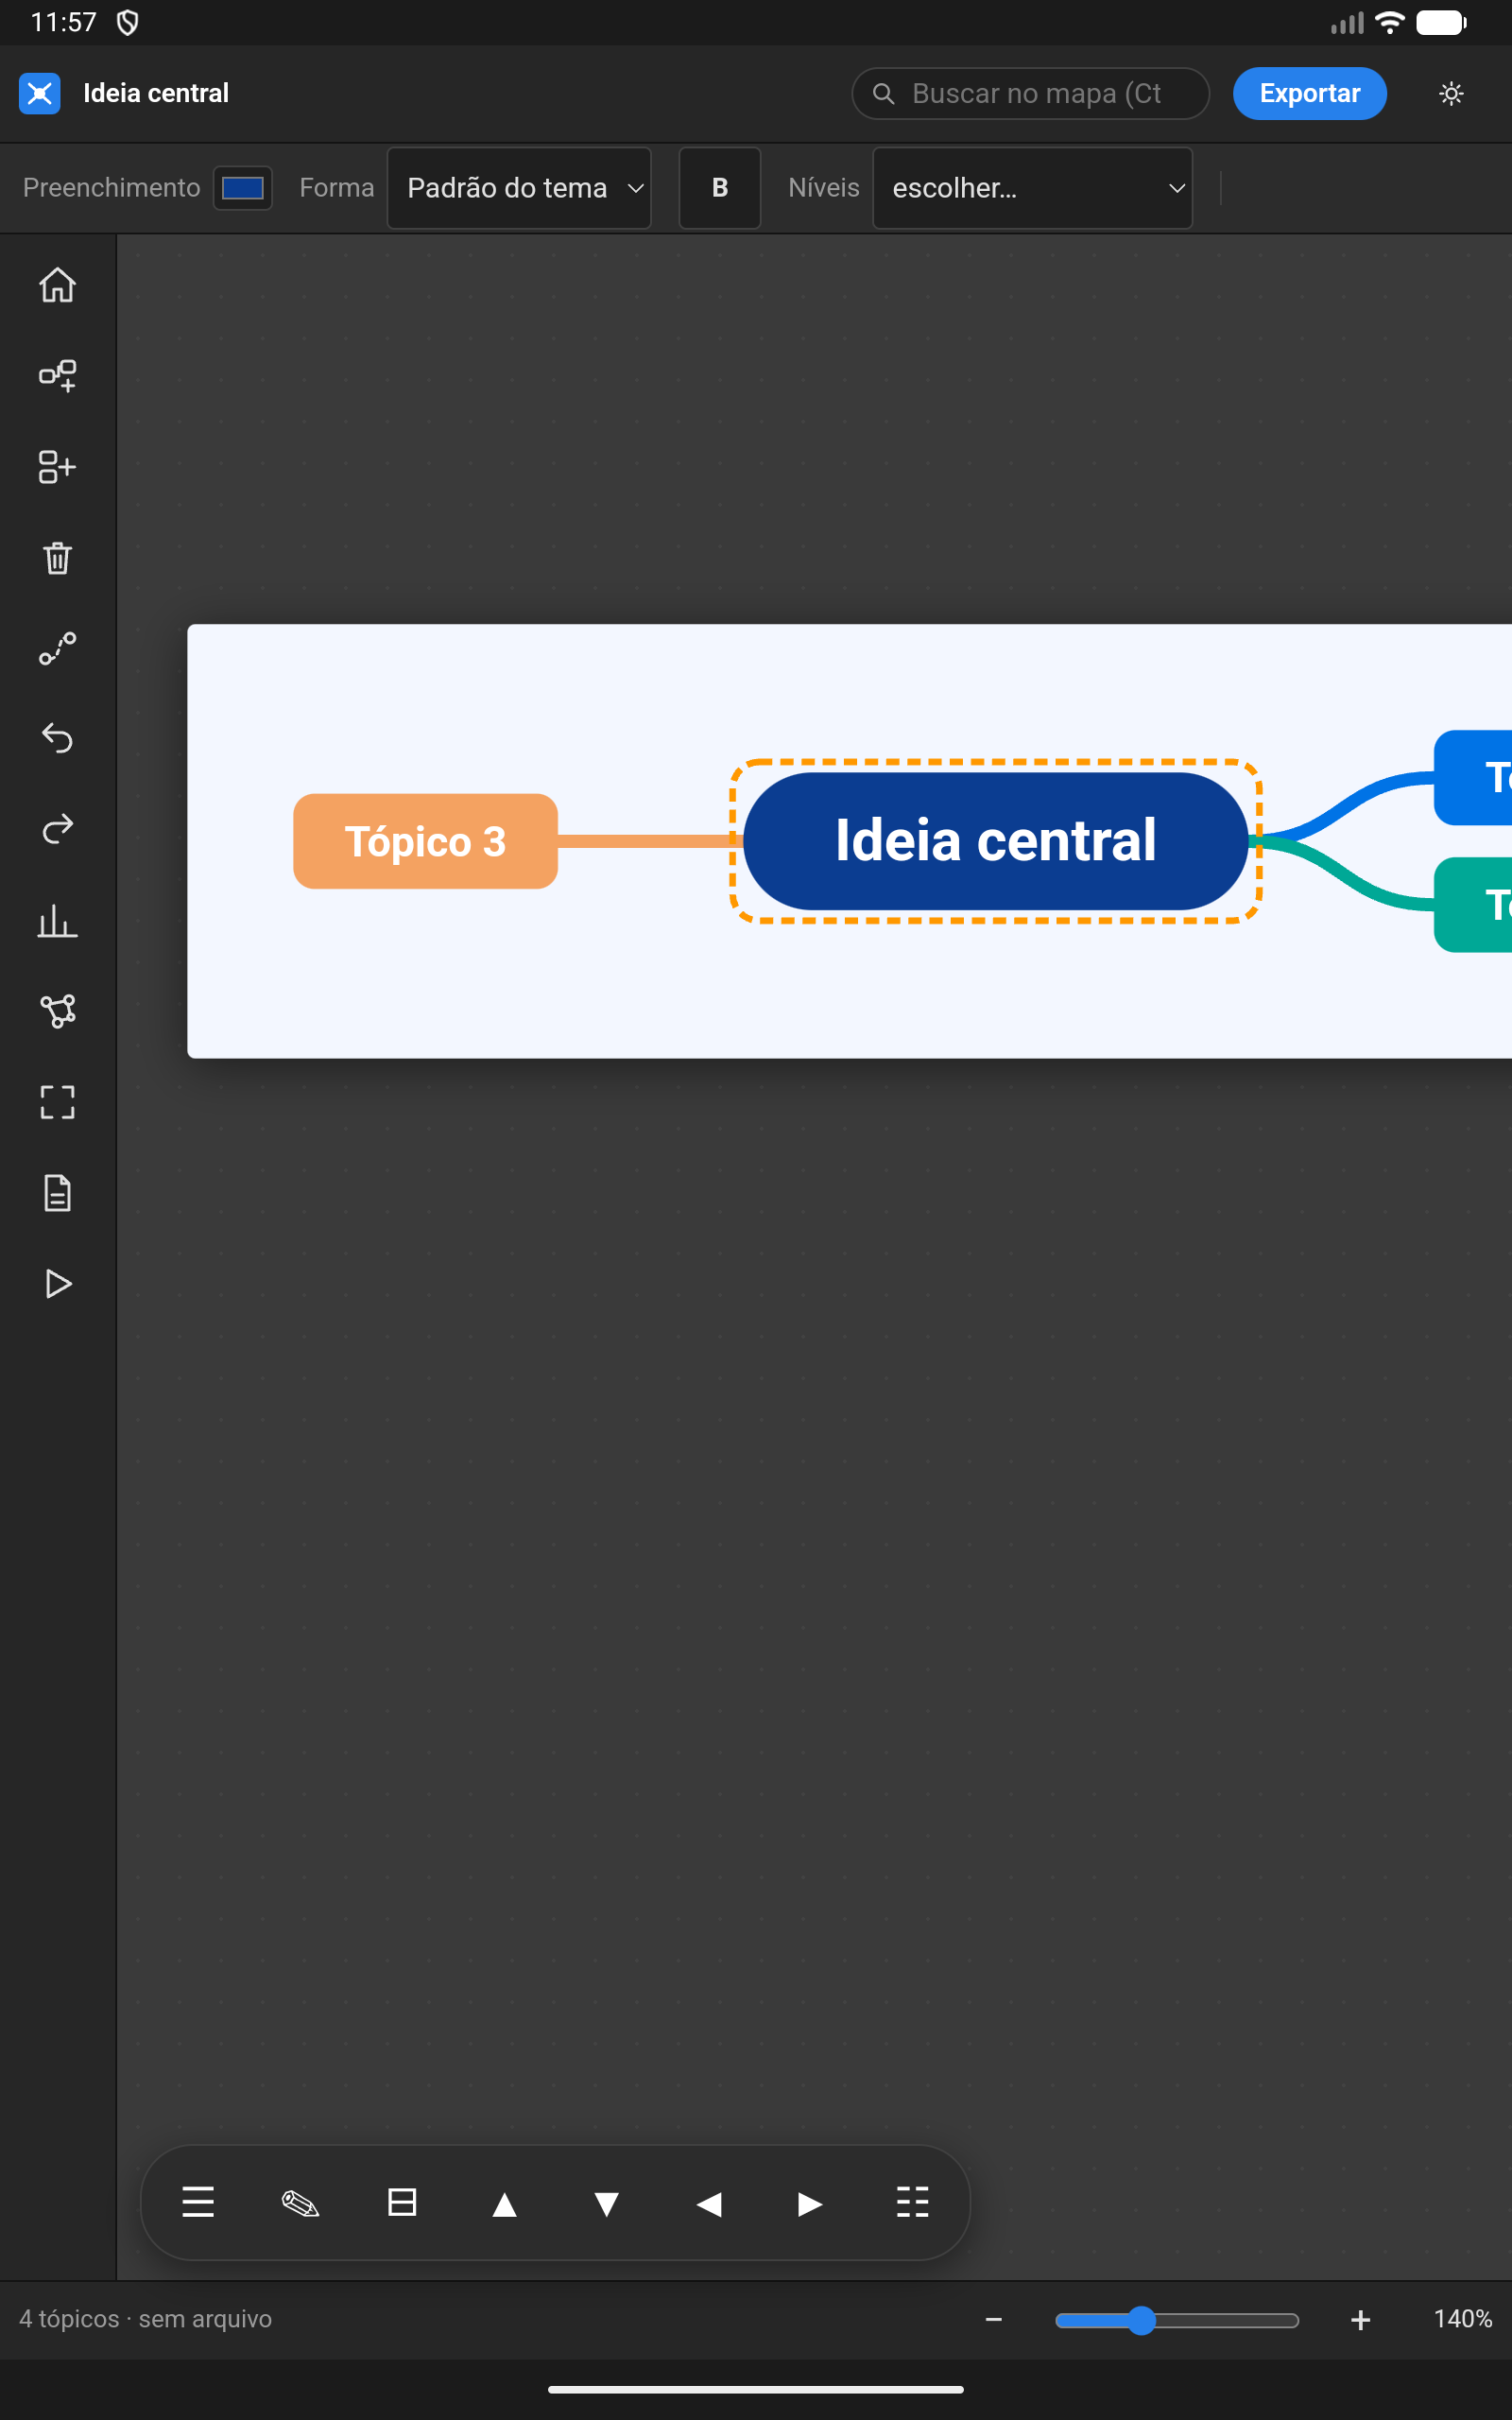 11:57
Ideia central
Buscar no mapa (Ct
Exportar
Preenchimento
Forma
Padrão do tema
B
Níveis
escolher...
Tópico 3
Ideia central
4 tópicos · sem arquivo
140%